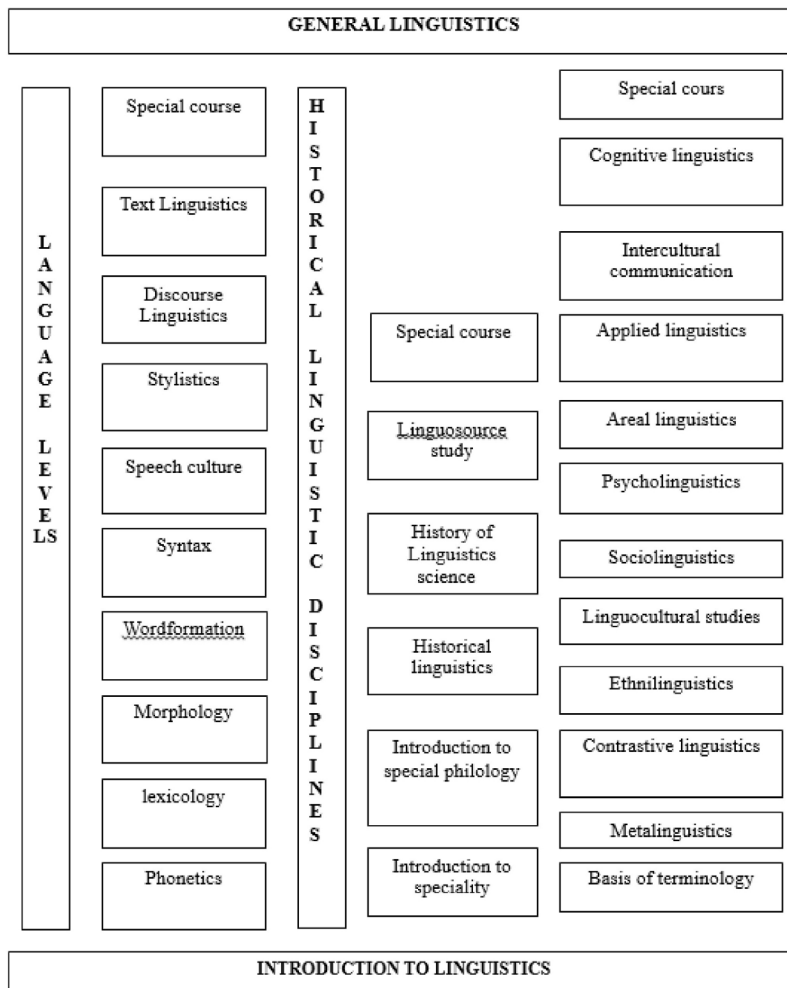 GENERAL LINGUISTICS
LANGUAGE LEVELS
Special course
Text Linguistics
Discourse
Linguistics
Stylistics
Speech culture
Syntax
Wordformation
Morphology
lexicology
Phonetics
HISTORICAL LINGUISTIC DISCIPLINES
Special course
Linguosource
study
History of
Linguistics
science
Historical
linguistics
Introduction to
special philology
Introduction to
speciality
Special cours
Cognitive linguistics
Intercultural
communication
Applied linguistics
Areal linguistics
Psycholinguistics
Sociolinguistics
Linguocultural studies
Ethnilinguistics
Contrastive linguistics
Metalinguistics
Basis of terminology
INTRODUCTION TO LINGUISTICS